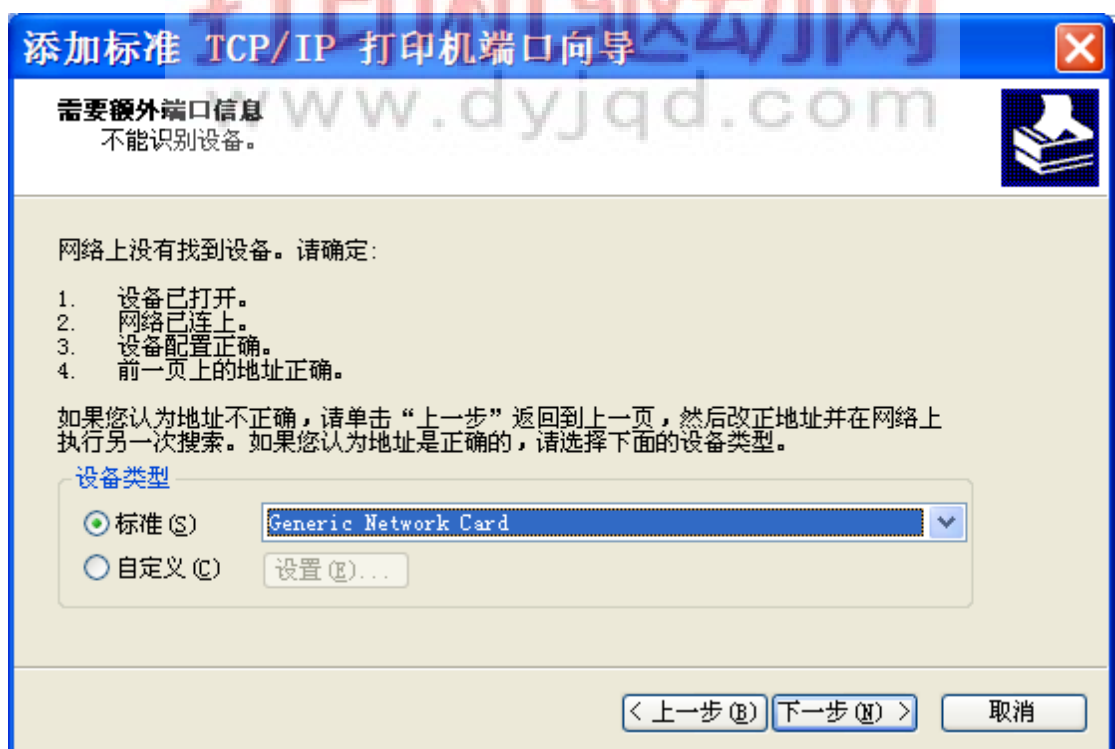 打印机驱动网
添加标准 TCP/IP 打印机端口向导
www.dyjqd.com
需要额外端口信息
不能识别设备。
网络上没有找到设备。请确定:
1. 设备已打开。
2. 网络已连上。
3. 设备配置正确。
4. 前一页上的地址正确。
如果您认为地址不正确,请单击“上一步”返回到上一页,然后改正地址并在网络上
执行另一次搜索。如果您认为地址是正确的,请选择下面的设备类型。
设备类型
标准(S) Generic Network Card
自定义(C) 设置(E)...
< 上一步(B) 下一步(N) > 取消